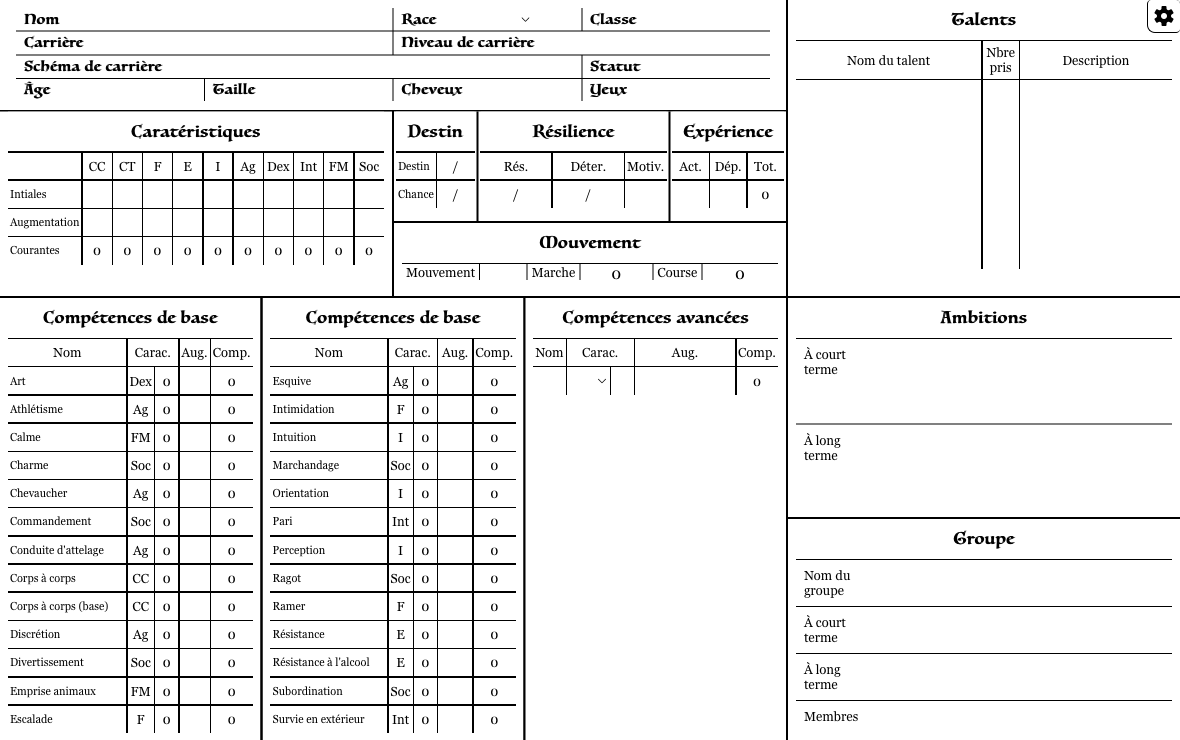 Nom Race Classe
Carrière Niveau de carrière
Schéma de carrière Statut
Âge Taille Cheveux Yeux
Caratéristiques
CC CT F E I Ag Dex Int FM Soc
Intiales
Augmentation
Courantes 0 0 0 0 0 0 0 0 0 0
Destin
Destin /
Chance /
Résilience
Rés. Déter. Motiv.
/ /
Expérience
Act. Dép. Tot.
0
Mouvement
Mouvement Marche 0 Course 0
Talents
Nom du talent Nbre pris Description
Compétences de base
Nom Carac. Aug. Comp.
Art Dex 0 0
Athlétisme Ag 0 0
Calme FM 0 0
Charme Soc 0 0
Chevaucher Ag 0 0
Commandement Soc 0 0
Conduite d'attelage Ag 0 0
Corps à corps CC 0 0
Corps à corps (base) CC 0 0
Discrétion Ag 0 0
Divertissement Soc 0 0
Emprise animaux FM 0 0
Escalade F 0 0
Compétences de base
Nom Carac. Aug. Comp.
Esquive Ag 0 0
Intimidation F 0 0
Intuition I 0 0
Marchandage Soc 0 0
Orientation I 0 0
Pari Int 0 0
Perception I 0 0
Ragot Soc 0 0
Ramer F 0 0
Résistance E 0 0
Résistance à l'alcool E 0 0
Subordination Soc 0 0
Survie en extérieur Int 0 0
Compétences avancées
Nom Carac. Aug. Comp.
0
Ambitions
À court
terme
À long
terme
Groupe
Nom du
groupe
À court
terme
À long
terme
Membres